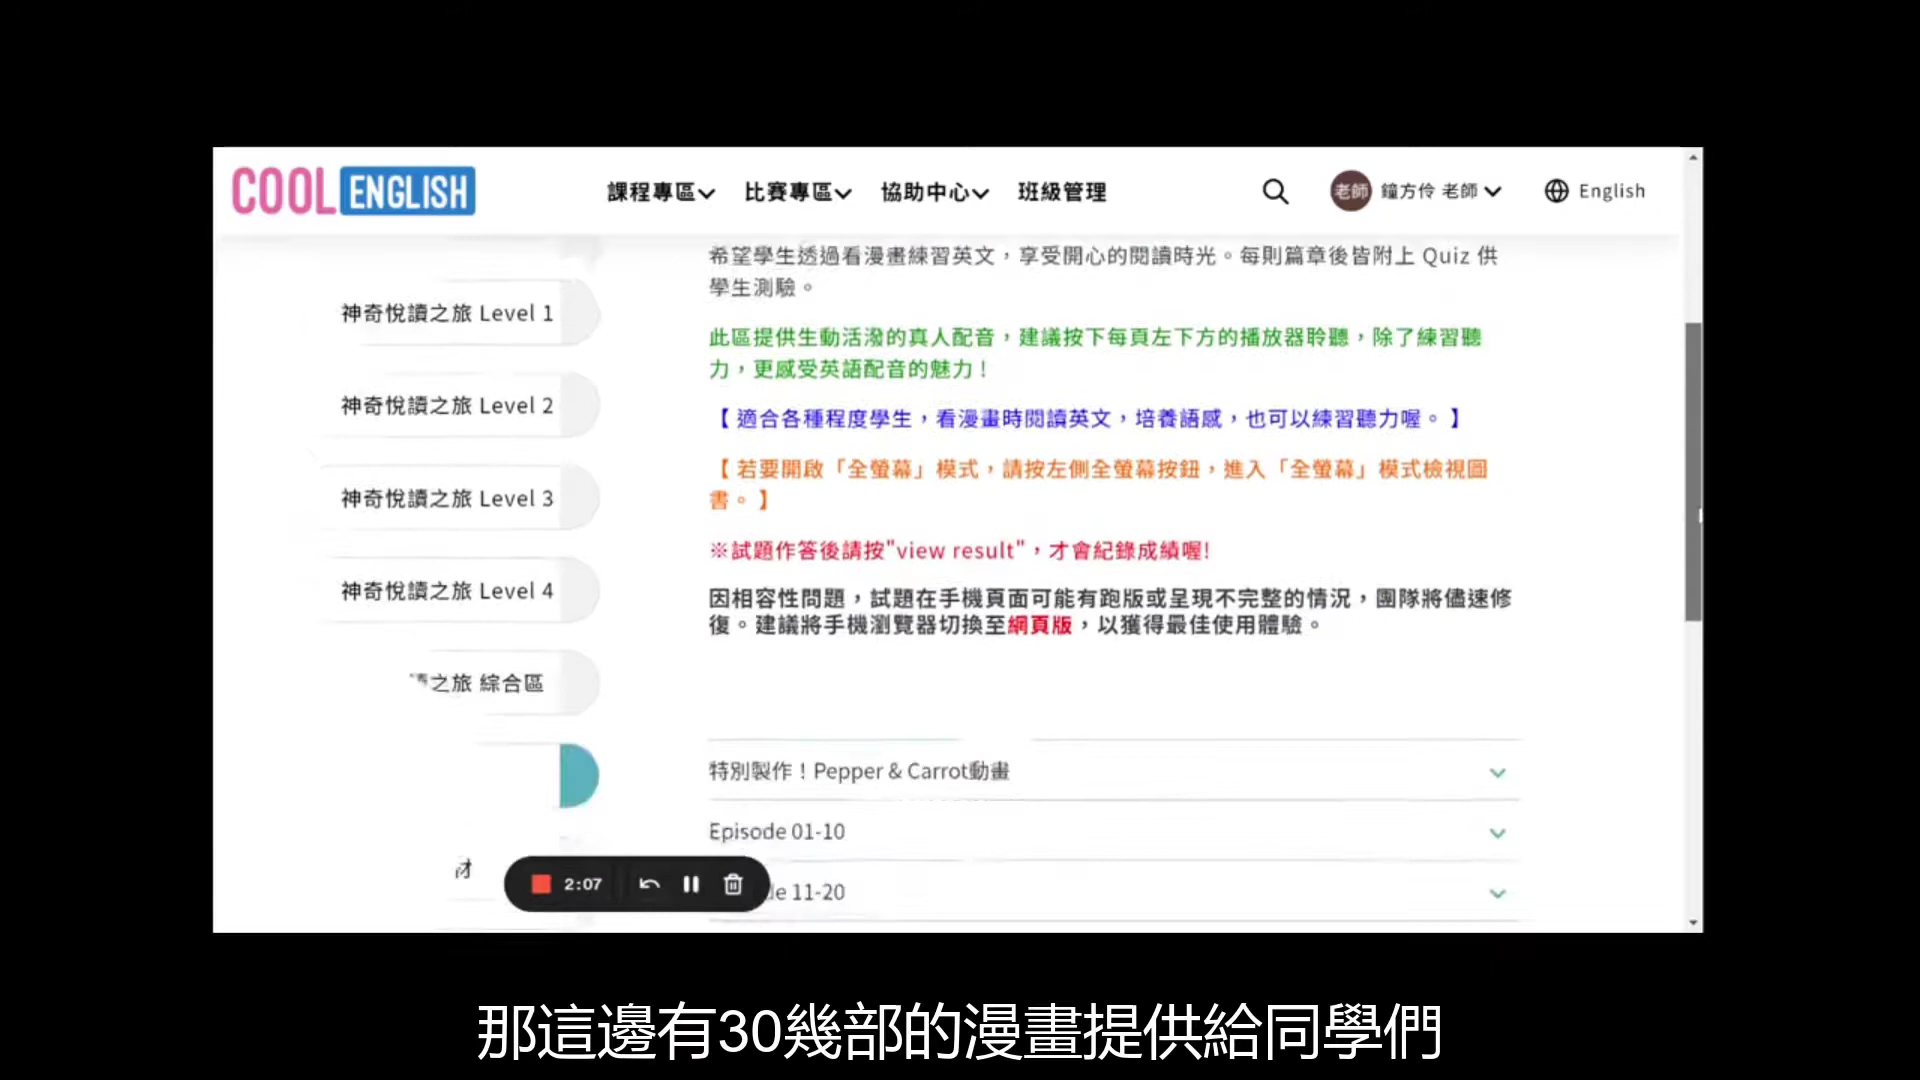 COOL ENGLISH
課程專區 比賽專區 協助中心 班級管理 老師 鐘方伶 老師 English
希望學生透過看漫畫練習英文，享受開心的閱讀時光。每則篇章後皆附上 Quiz 供
學生測驗。
此區提供生動活潑的真人配音，建議按下每頁左下方的播放器聆聽，除了練習聽
力，更感受英語配音的魅力！
【 適合各種程度學生，看漫畫時閱讀英文，培養語感，也可以練習聽力喔。 】
【 若要開啟「全螢幕」模式，請按左側全螢幕按鈕，進入「全螢幕」模式檢視圖
書。 】
※試題作答後請按"view result"，才會紀錄成績喔!
因相容性問題，試題在手機頁面可能有跑版或呈現不完整的情況，團隊將儘速修
復。建議將手機瀏覽器切換至網頁版，以獲得最佳使用體驗。
神奇悅讀之旅 Level 1
神奇悅讀之旅 Level 2
神奇悅讀之旅 Level 3
神奇悅讀之旅 Level 4
之旅 綜合區
特別製作！Pepper & Carrot動畫
Episode 01-10
de 11-20
2:07
那這邊有30幾部的漫畫提供給同學們